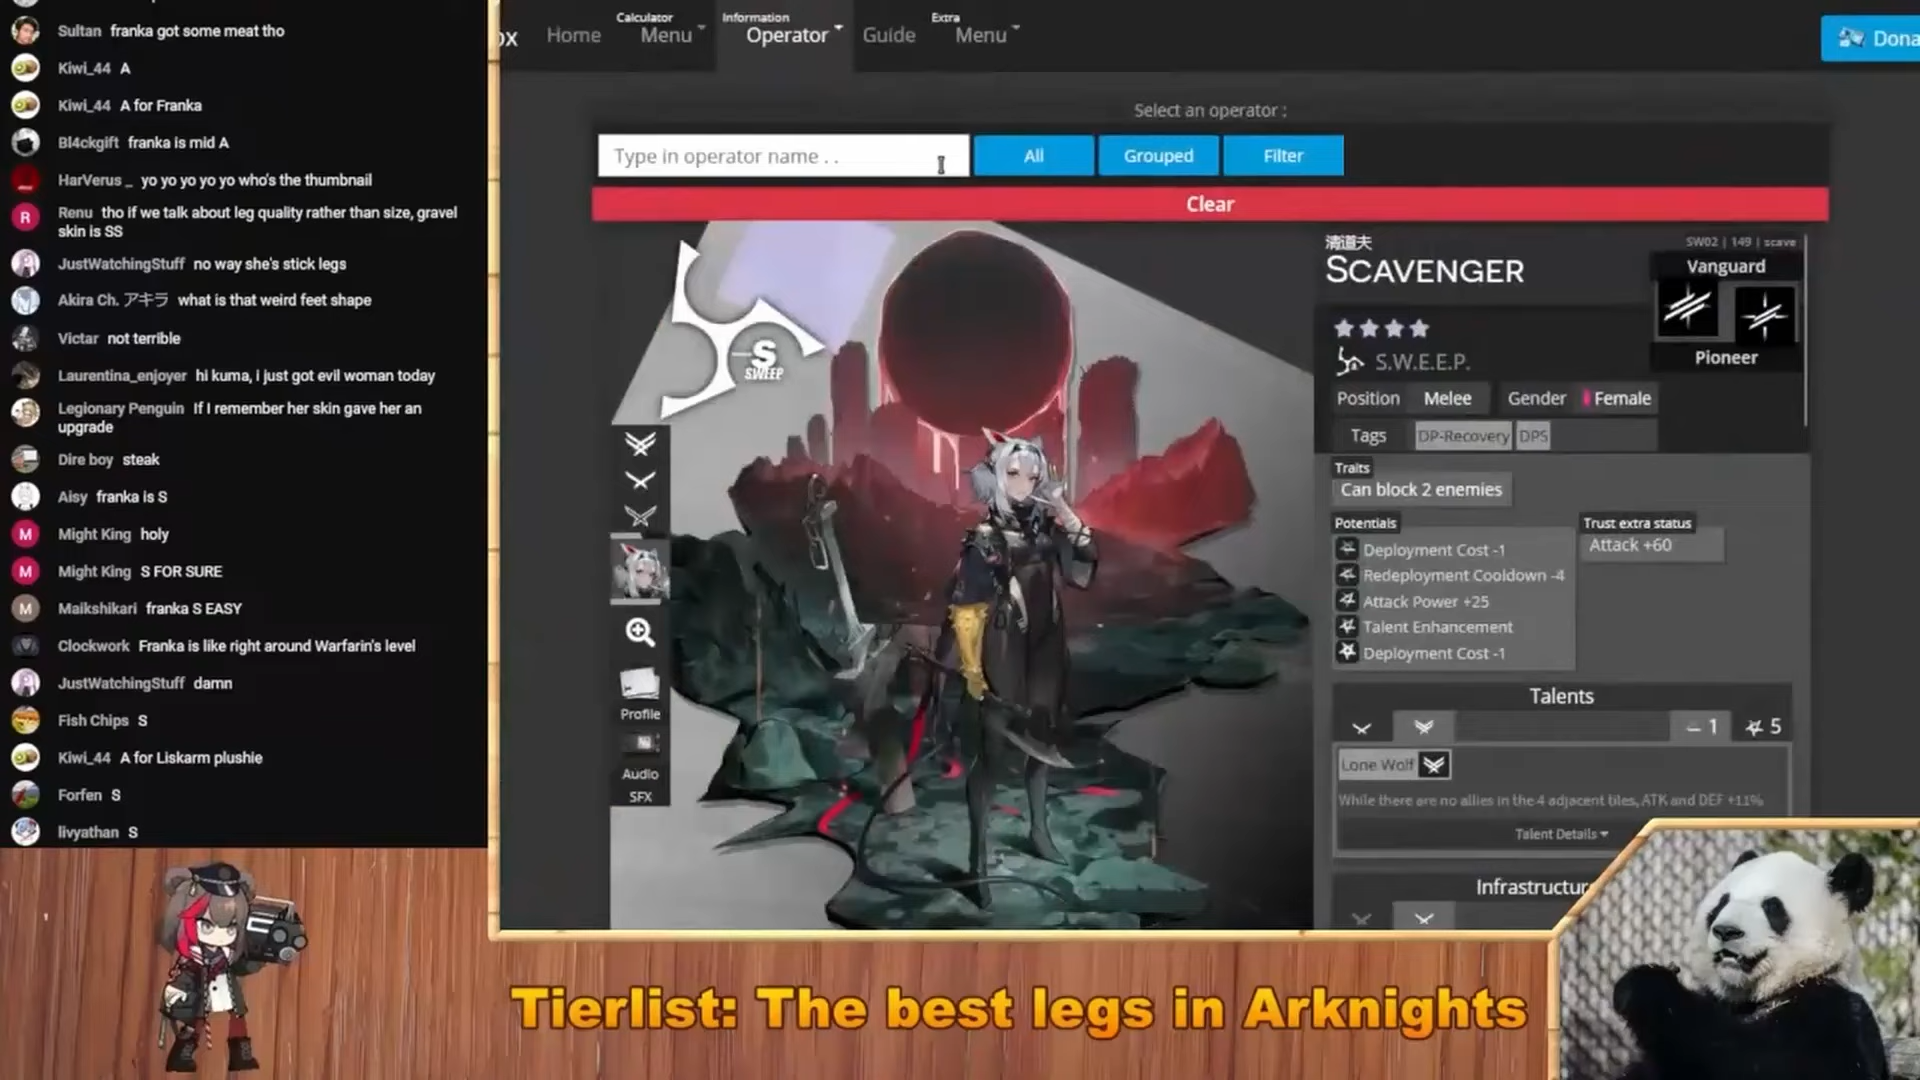 Sultan franka got some meat tho
Kiwi_44 A
Kiwi_44 A for Franka
Bl4ckgift franka is mid A
HarVerus _ yo yo yo yo yo who's the thumbnail
Renu tho if we talk about leg quality rather than size, gravel
skin is SS
JustWatchingStuff no way she's stick legs
Akira Ch. アキラ what is that weird feet shape
Victar not terrible
Laurentina_enjoyer hi kuma, i just got evil woman today
Legionary Penguin If I remember her skin gave her an
upgrade
Dire boy steak
Aisy franka is S
M Might King holy
M Might King S FOR SURE
M Maikshikari franka S EASY
Clockwork Franka is like right around Warfarin's level
JustWatchingStuff damn
Fish Chips S
Kiwi_44 A for Liskarm plushie
Forfen S
livyathan S
ox
Home
Calculator
Menu
Information
Operator
Guide
Extra
Menu
Dona
Select an operator :
Type in operator name . .
All
Grouped
Filter
Clear
S
SWEEP
Profile
Audio
SFX
清道夫
SW02 | 149 | scave
SCAVENGER
Vanguard
Pioneer
S.W.E.E.P.
Position Melee
Gender Female
Tags DP-Recovery DPS
Traits
Can block 2 enemies
Potentials
Deployment Cost -1
Redeployment Cooldown -4
Attack Power +25
Talent Enhancement
Deployment Cost -1
Trust extra status
Attack +60
Talents
1
5
Lone Wolf
While there are no allies in the 4 adjacent tiles, ATK and DEF +11%
Talent Details
Infrastructur
Tierlist: The best legs in Arknights